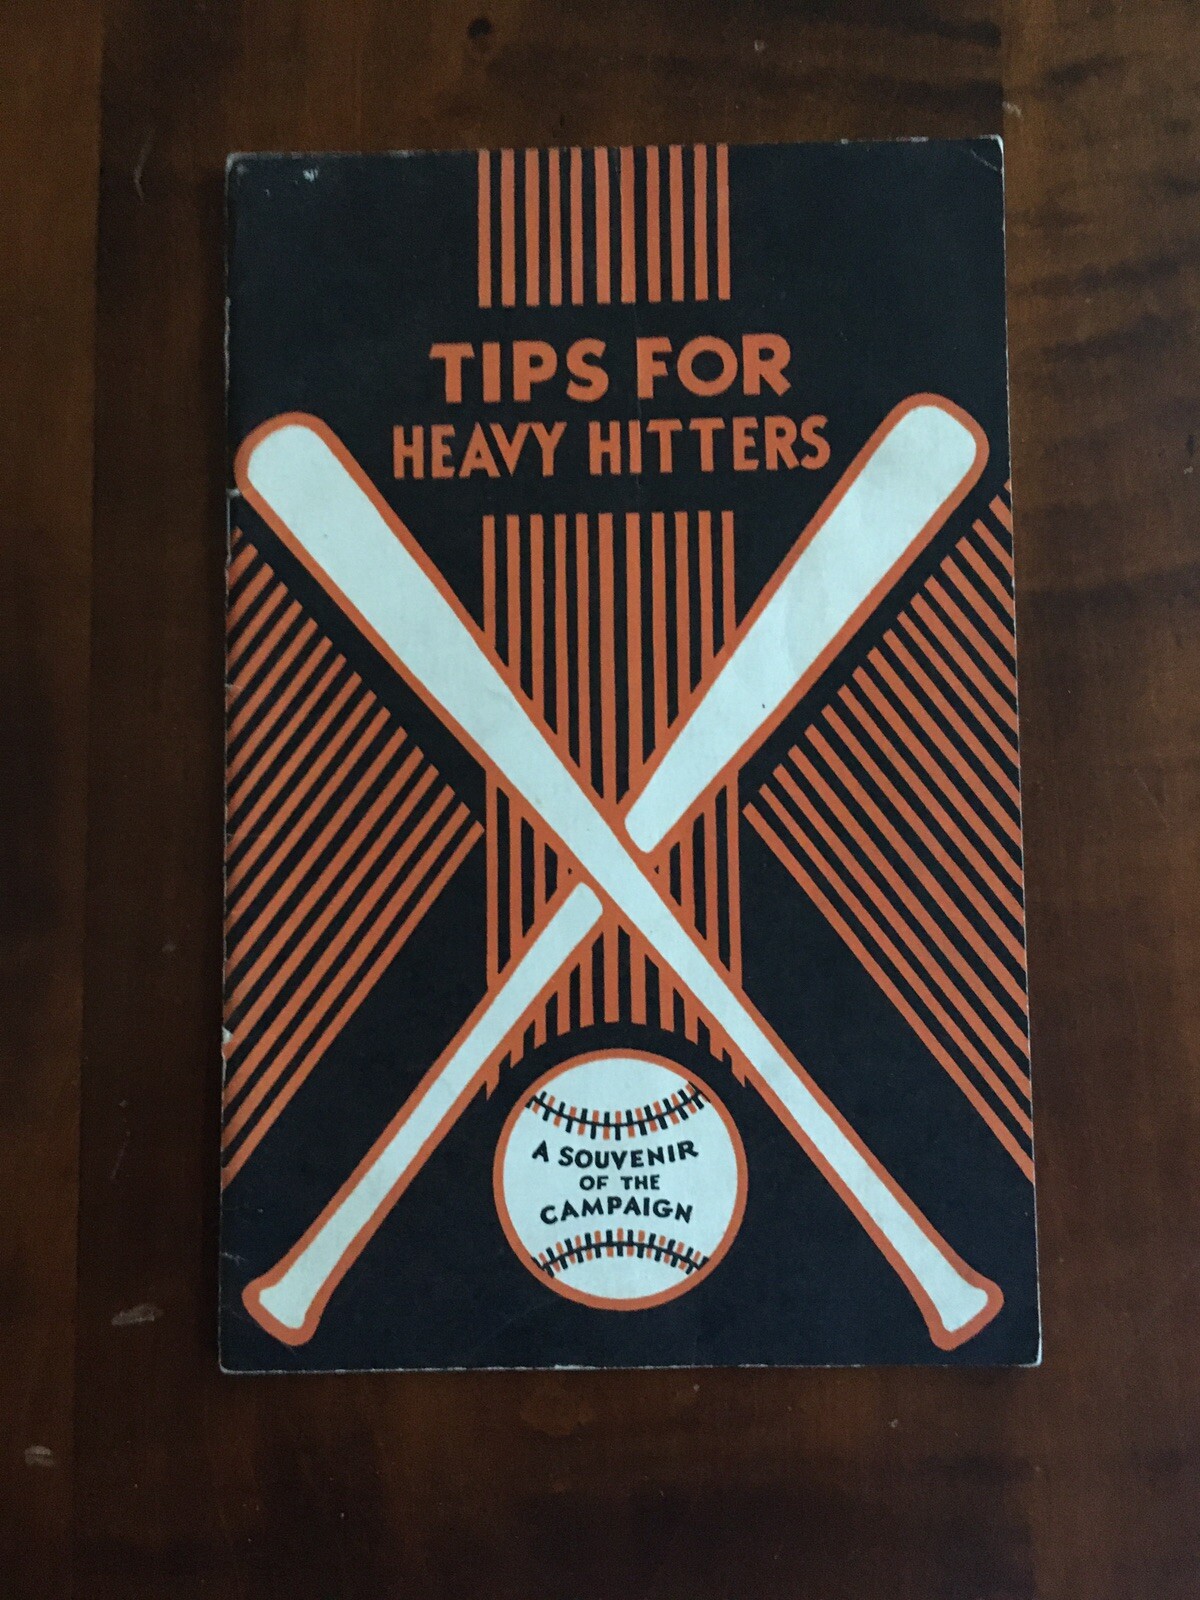 TIPS FOR
HEAVY HITTERS
A SOUVENIR
OF THE
CAMPAIGN